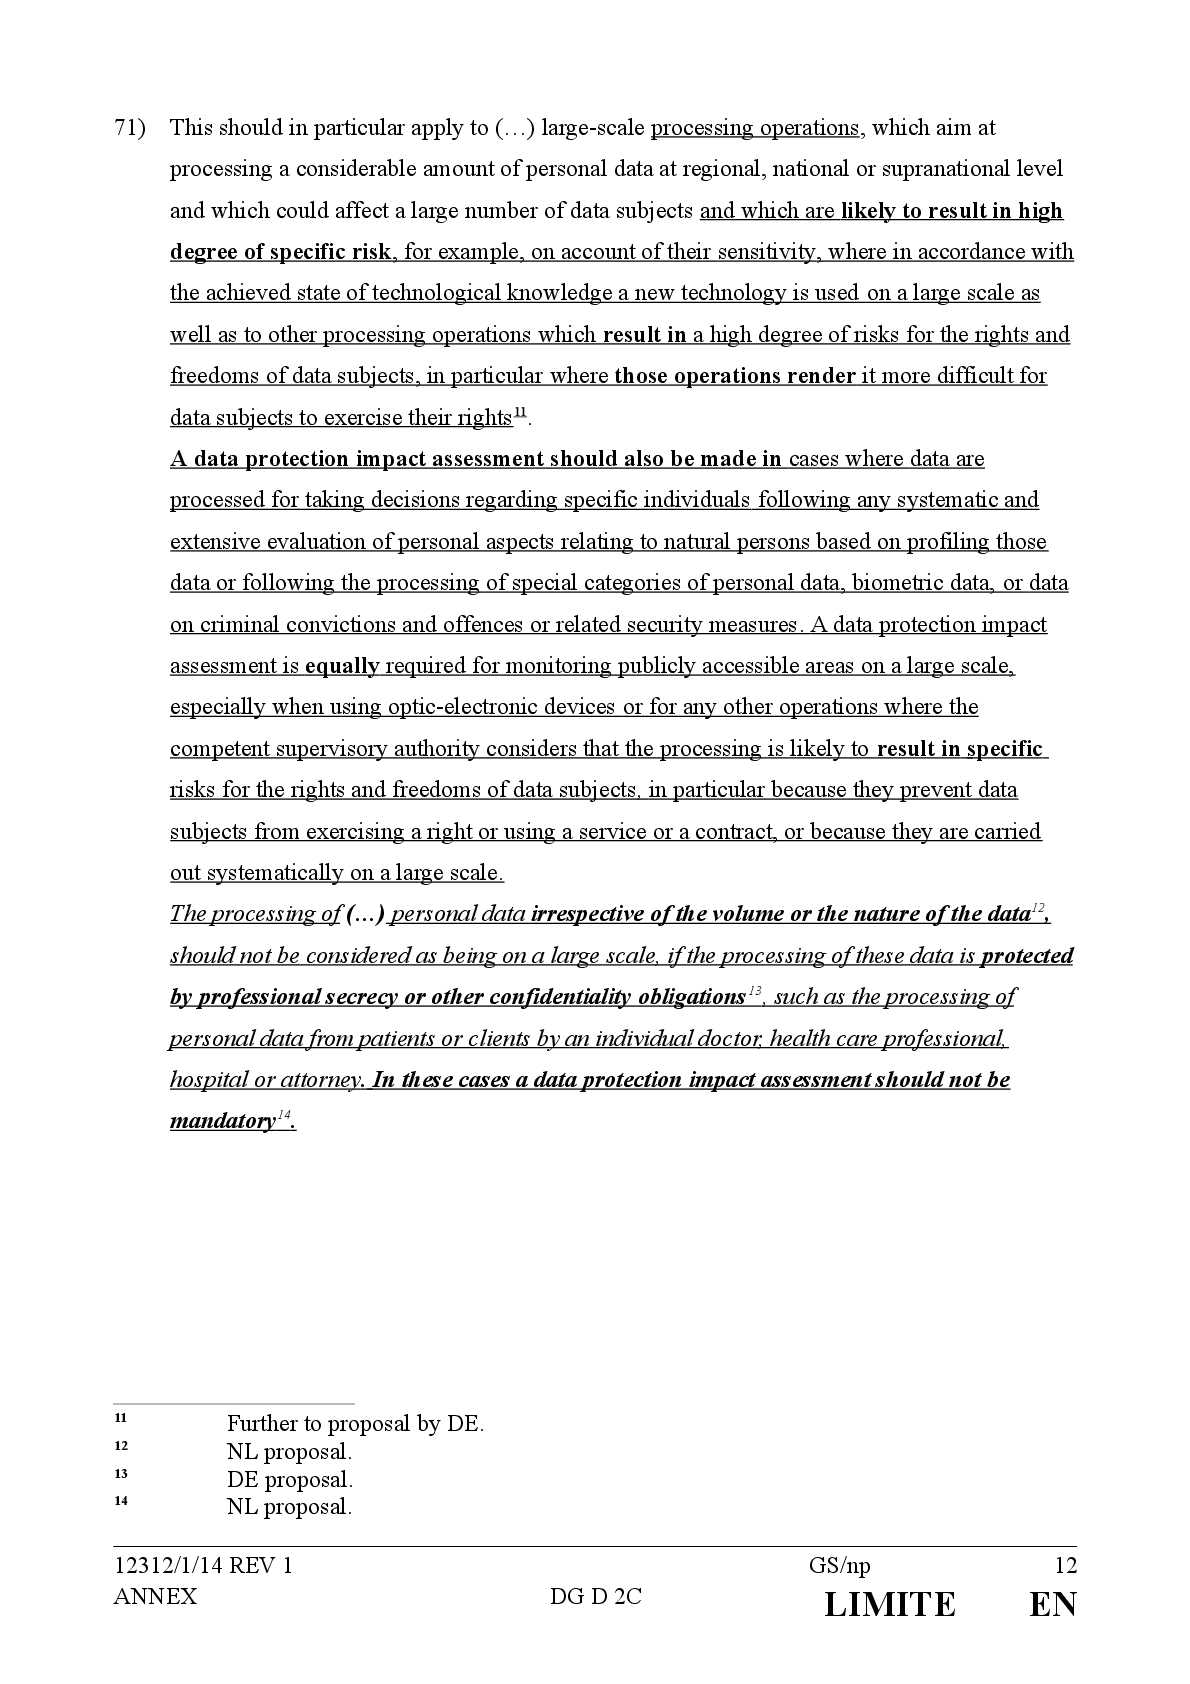 71) This should in particular apply to (…) large-scale processing operations, which aim at
processing a considerable amount of personal data at regional, national or supranational level
and which could affect a large number of data subjects and which are likely to result in high
degree of specific risk, for example, on account of their sensitivity, where in accordance with
the achieved state of technological knowledge a new technology is used on a large scale as
well as to other processing operations which result in a high degree of risks for the rights and
freedoms of data subjects, in particular where those operations render it more difficult for
data subjects to exercise their rights11.
A data protection impact assessment should also be made in cases where data are
processed for taking decisions regarding specific individuals following any systematic and
extensive evaluation of personal aspects relating to natural persons based on profiling those
data or following the processing of special categories of personal data, biometric data, or data
on criminal convictions and offences or related security measures. A data protection impact
assessment is equally required for monitoring publicly accessible areas on a large scale,
especially when using optic-electronic devices or for any other operations where the
competent supervisory authority considers that the processing is likely to result in specific
risks for the rights and freedoms of data subjects, in particular because they prevent data
subjects from exercising a right or using a service or a contract, or because they are carried
out systematically on a large scale.
The processing of (…) personal data irrespective of the volume or the nature of the data12,
should not be considered as being on a large scale, if the processing of these data is protected
by professional secrecy or other confidentiality obligations13, such as the processing of
personal data from patients or clients by an individual doctor, health care professional,
hospital or attorney. In these cases a data protection impact assessment should not be
mandatory14.
11 Further to proposal by DE.
12 NL proposal.
13 DE proposal.
14 NL proposal.
12312/1/14 REV 1 GS/np 12
ANNEX DG D 2C LIMITE EN